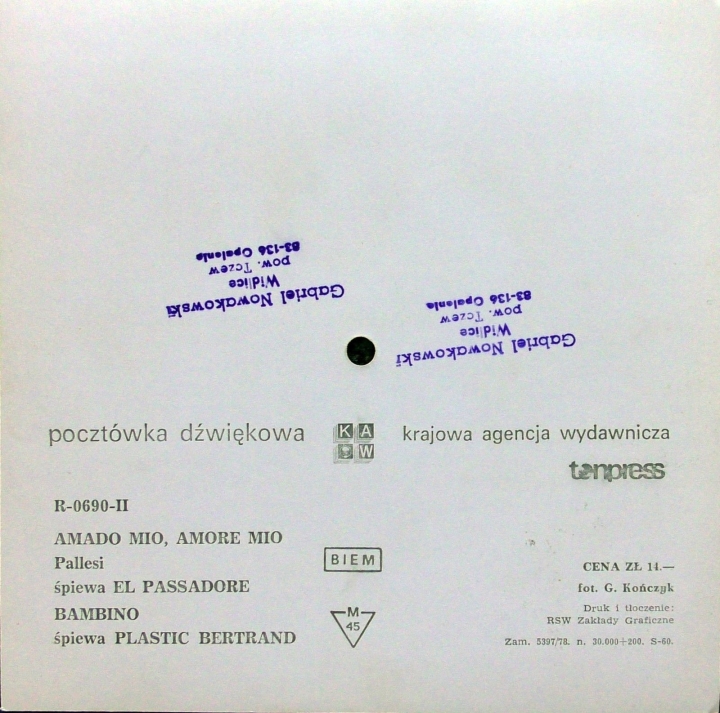 Gabriel Nowakowski
Widlice
pow. Tczew
83-136 Opalenie
Gabriel Nowakowski
Widlice
pow. Tczew
83-136 Opalenie
pocztówka dźwiękowa
KAW
krajowa agencja wydawnicza
tonpress
R-0690-II
AMADO MIO, AMORE MIO
Pallesi
śpiewa EL PASSADORE
BAMBINO
śpiewa PLASTIC BERTRAND
BIEM
M
45
CENA ZŁ 14.—
fot. G. Kończyk
Druk i tłoczenie:
RSW Zakłady Graficzne
Zam. 5397/78. n. 30.000+200. S-60.